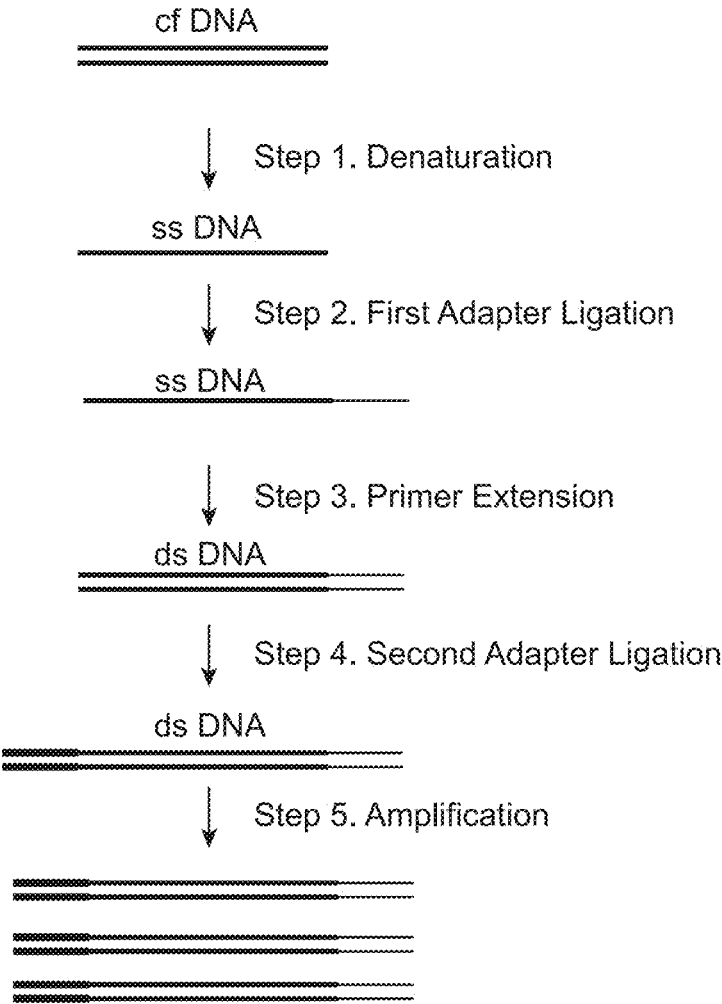 cf DNA
Step 1. Denaturation
ss DNA
Step 2. First Adapter Ligation
ss DNA
Step 3. Primer Extension
ds DNA
Step 4. Second Adapter Ligation
ds DNA
Step 5. Amplification